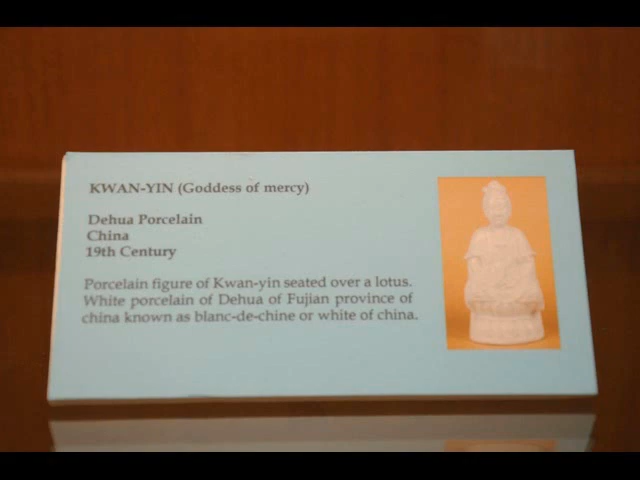 KWAN-YIN (Goddess of mercy)
Dehua Porcelain
China
19th Century
Porcelain figure of Kwan-yin seated over a lotus.
White porcelain of Dehua of Fujian province of
china known as blanc-de-chine or white of china.